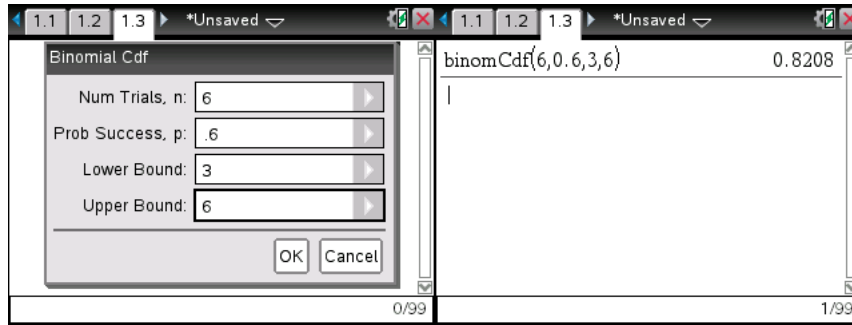 1.1 1.2 1.3 *Unsaved
Binomial Cdf
Num Trials, n: 6
Prob Success, p: .6
Lower Bound: 3
Upper Bound: 6
OK Cancel
0/99
1.1 1.2 1.3 *Unsaved
binomCdf(6,0.6,3,6) 0.8208
1/99